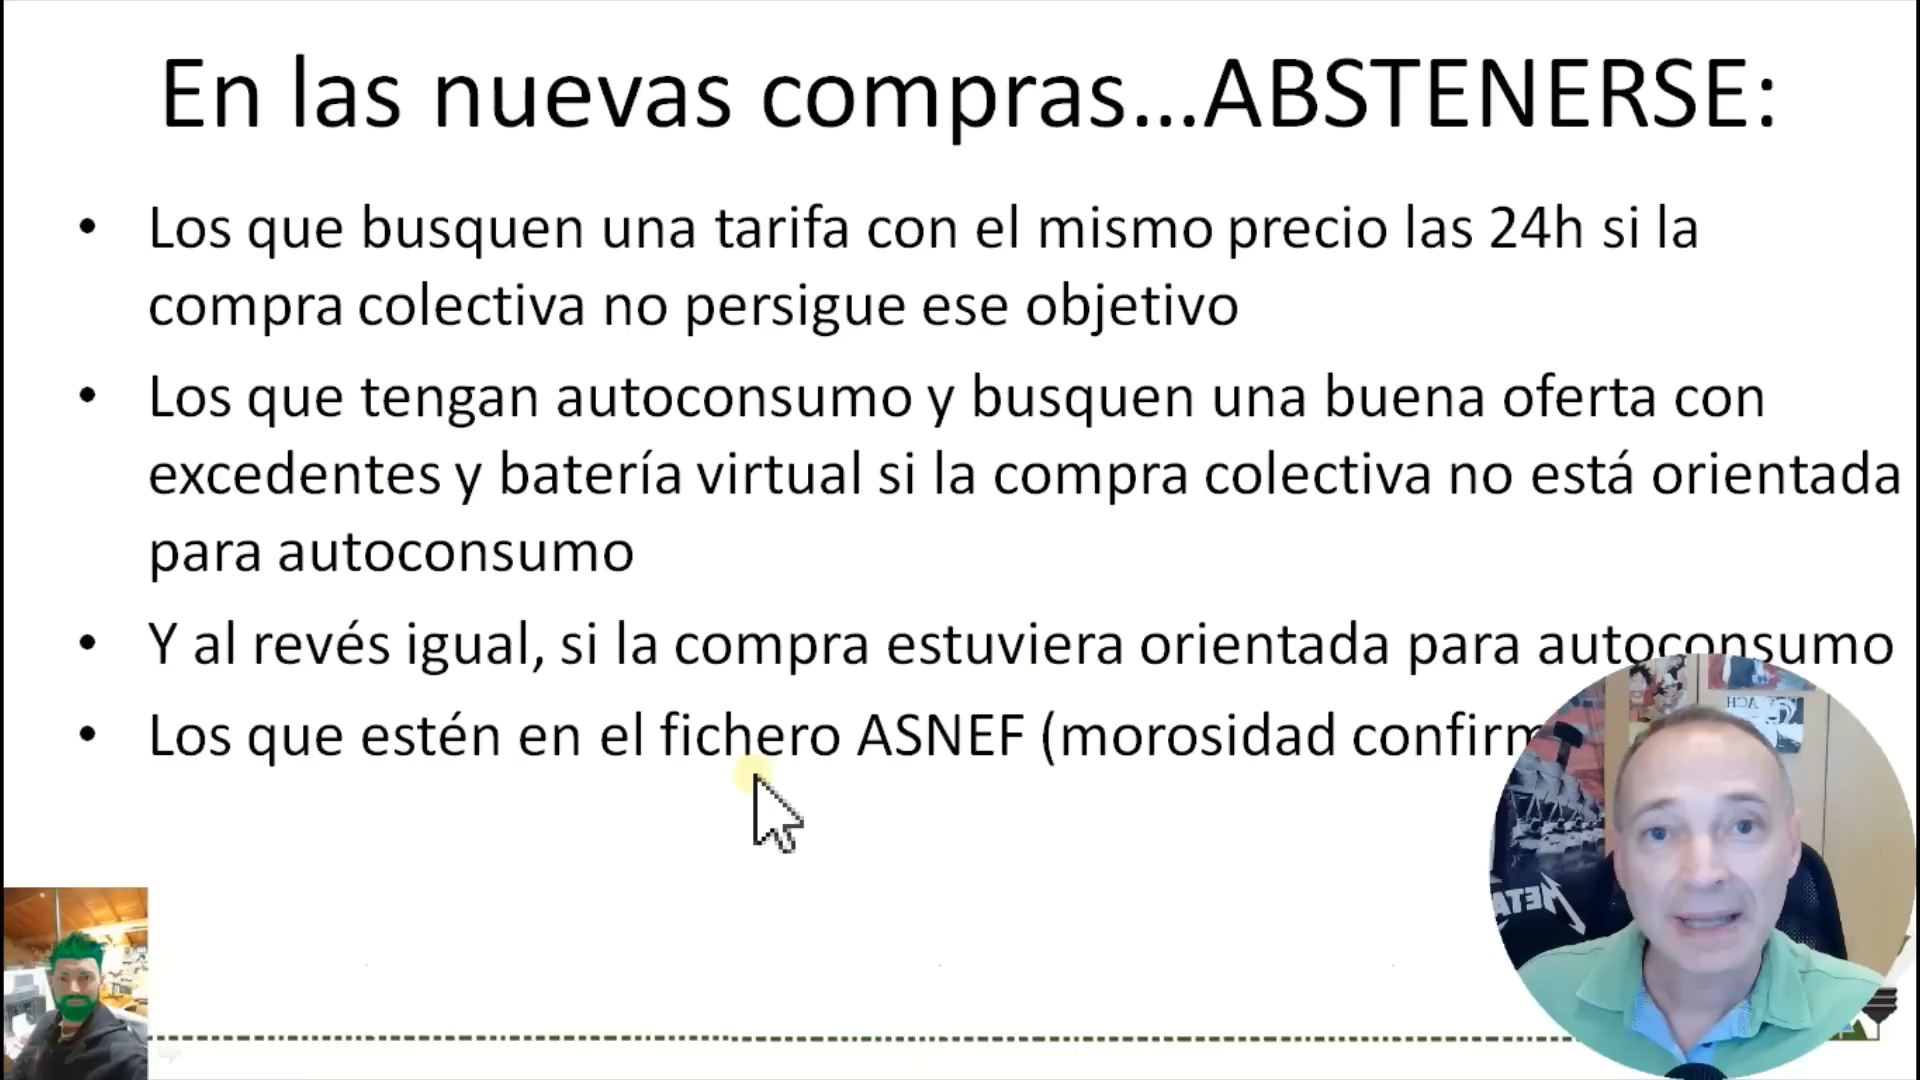 En las nuevas compras...ABSTENERSE:
• Los que busquen una tarifa con el mismo precio las 24h si la
compra colectiva no persigue ese objetivo
• Los que tengan autoconsumo y busquen una buena oferta con
excedentes y batería virtual si la compra colectiva no está orientada
para autoconsumo
• Y al revés igual, si la compra estuviera orientada para autoconsumo
• Los que estén en el fichero ASNEF (morosidad confirm
META